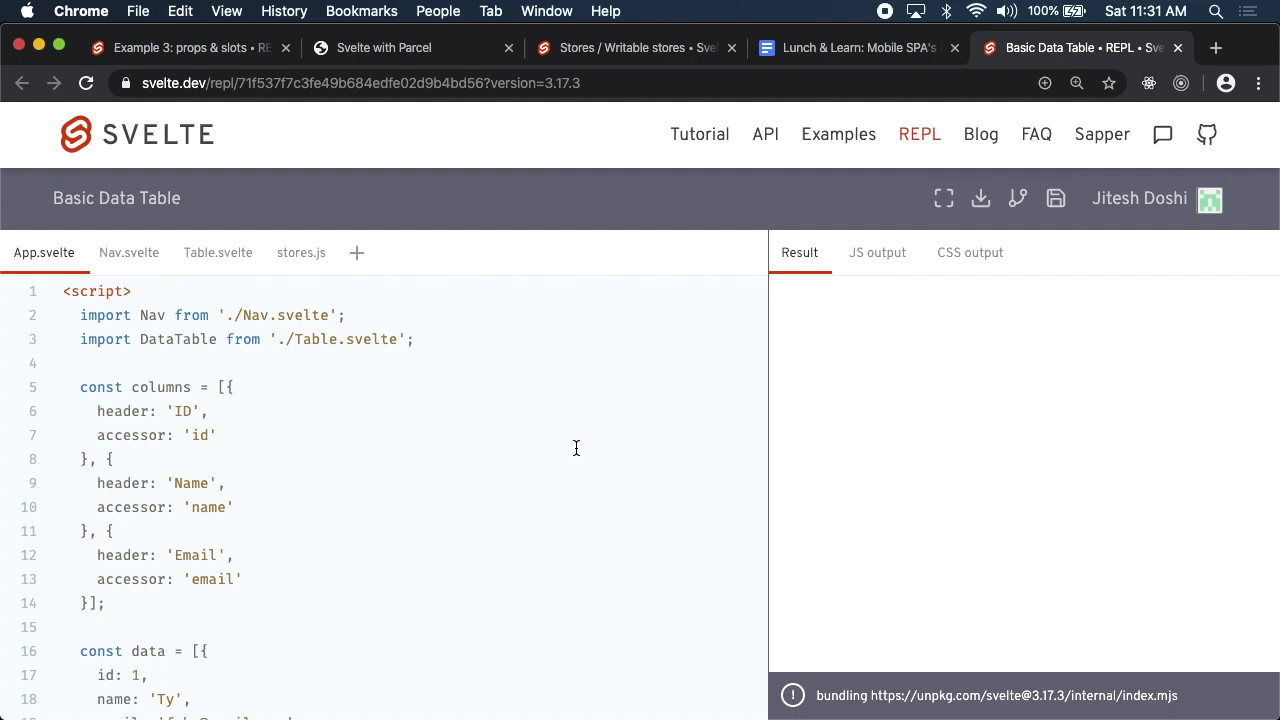 Chrome File Edit View History Bookmarks People Tab Window Help 100% Sat 11:31 AM
Example 3: props & slots • RE Svelte with Parcel Stores / Writable stores • Sve Lunch & Learn: Mobile SPA's Basic Data Table • REPL • Sve
svelte.dev/repl/71f537f7c3fe49b684edfe02d9b4bd56?version=3.17.3
SVELTE Tutorial API Examples REPL Blog FAQ Sapper
Basic Data Table Jitesh Doshi
App.svelte Nav.svelte Table.svelte stores.js + Result JS output CSS output
1 <script>
2 import Nav from './Nav.svelte';
3 import DataTable from './Table.svelte';
4
5 const columns = [{
6 header: 'ID',
7 accessor: 'id'
8 }, {
9 header: 'Name',
10 accessor: 'name'
11 }, {
12 header: 'Email',
13 accessor: 'email'
14 }];
15
16 const data = [{
17 id: 1,
18 name: 'Ty',
bundling https://unpkg.com/svelte@3.17.3/internal/index.mjs